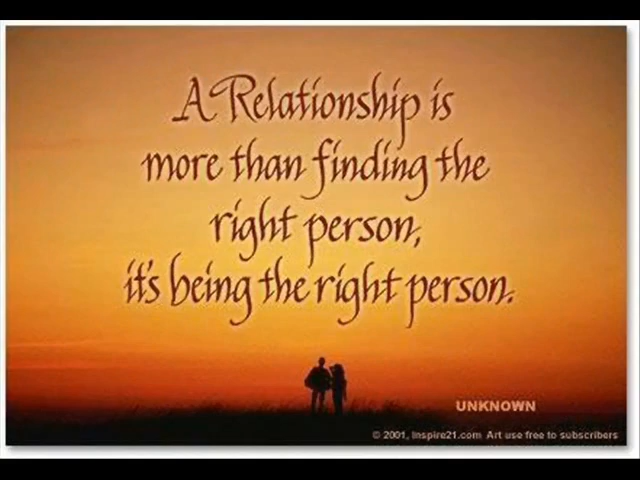 A Relationship is
more than finding the
right person,
it's being the right person.
UNKNOWN
© 2001, Inspire21.com Art use free to subscribers